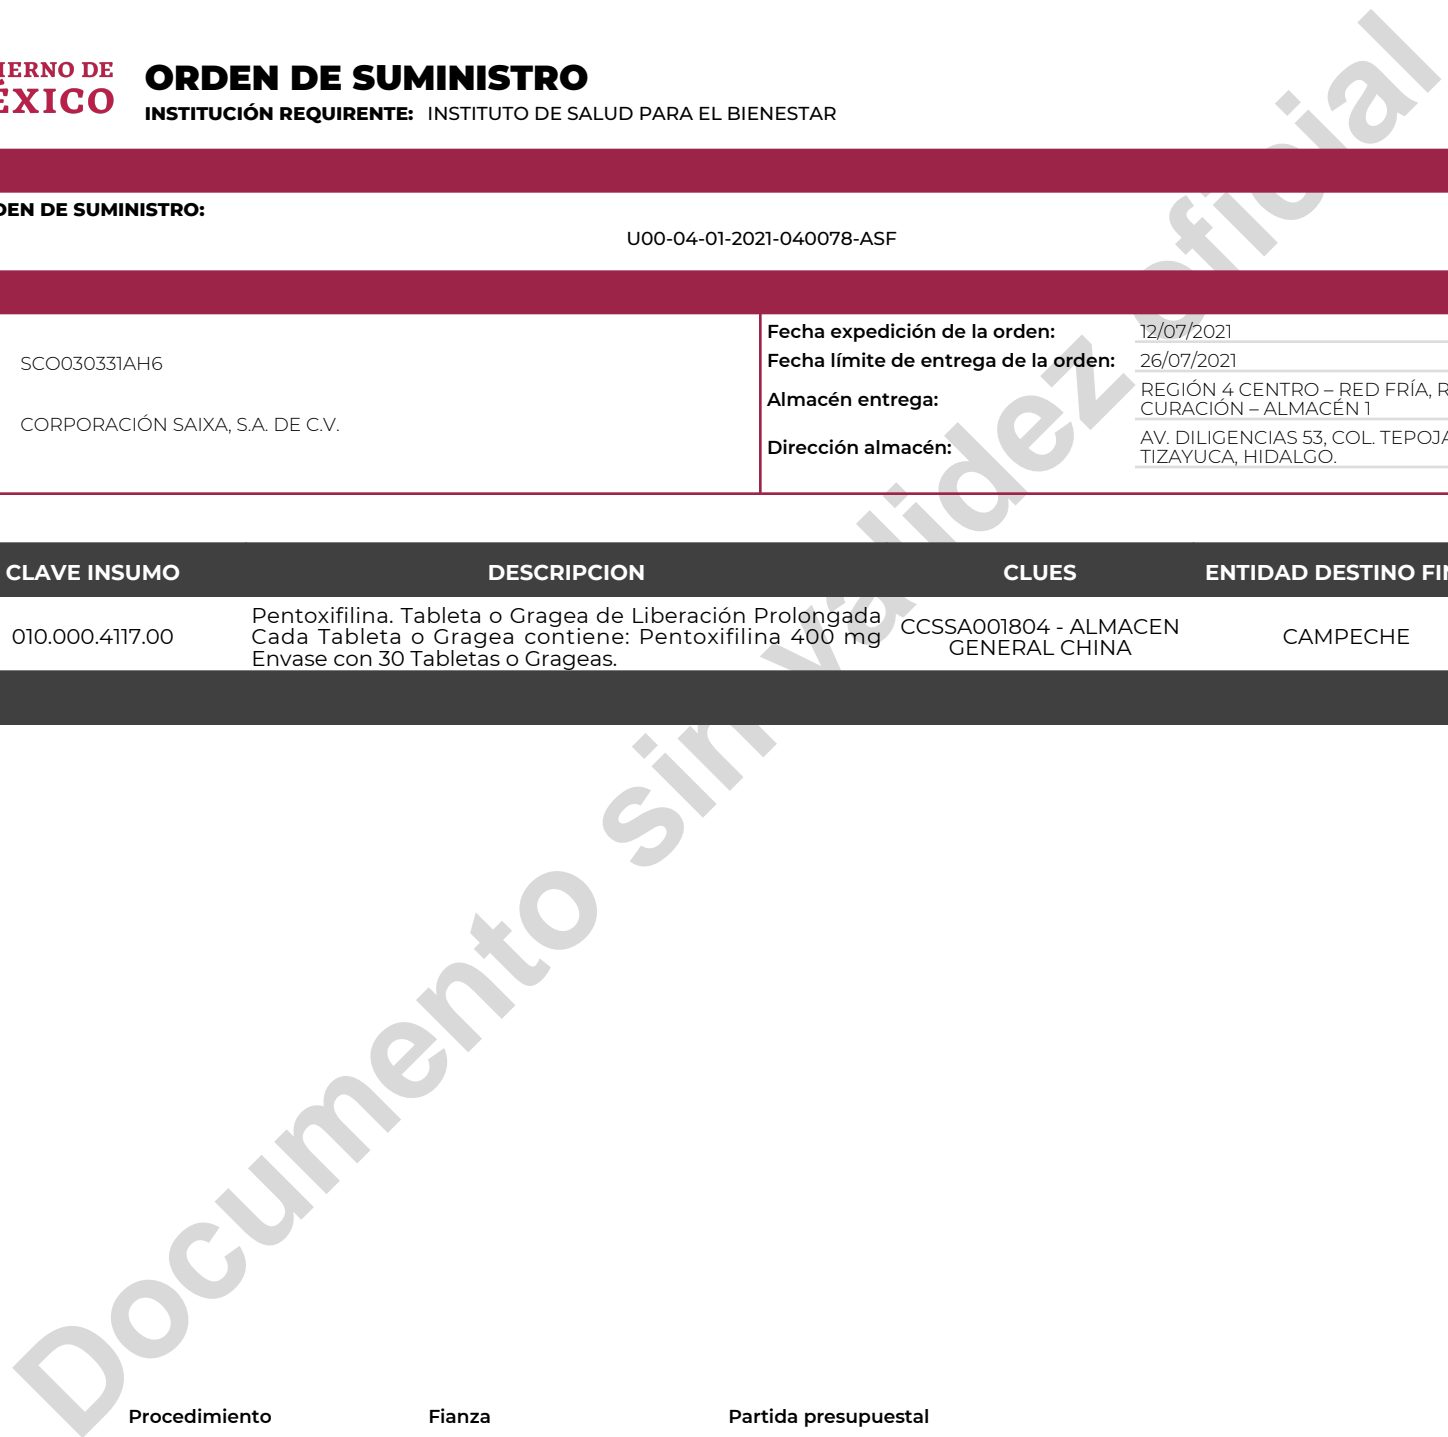 IERNO DE
ÉXICO
ORDEN DE SUMINISTRO
INSTITUCIÓN REQUIRENTE: INSTITUTO DE SALUD PARA EL BIENESTAR
DEN DE SUMINISTRO:
U00-04-01-2021-040078-ASF
SCO030331AH6
CORPORACIÓN SAIXA, S.A. DE C.V.
Fecha expedición de la orden: 12/07/2021
Fecha límite de entrega de la orden: 26/07/2021
Almacén entrega: REGIÓN 4 CENTRO – RED FRÍA, R
CURACIÓN – ALMACÉN 1
Dirección almacén: AV. DILIGENCIAS 53, COL. TEPOJA
TIZAYUCA, HIDALGO.
CLAVE INSUMO DESCRIPCION CLUES ENTIDAD DESTINO FIN
010.000.4117.00
Pentoxifilina. Tableta o Gragea de Liberación Prolongada
Cada Tableta o Gragea contiene: Pentoxifilina 400 mg
Envase con 30 Tabletas o Grageas.
CCSSA001804 - ALMACEN
GENERAL CHINA
CAMPECHE
Documento sin validez oficial
Procedimiento Fianza Partida presupuestal